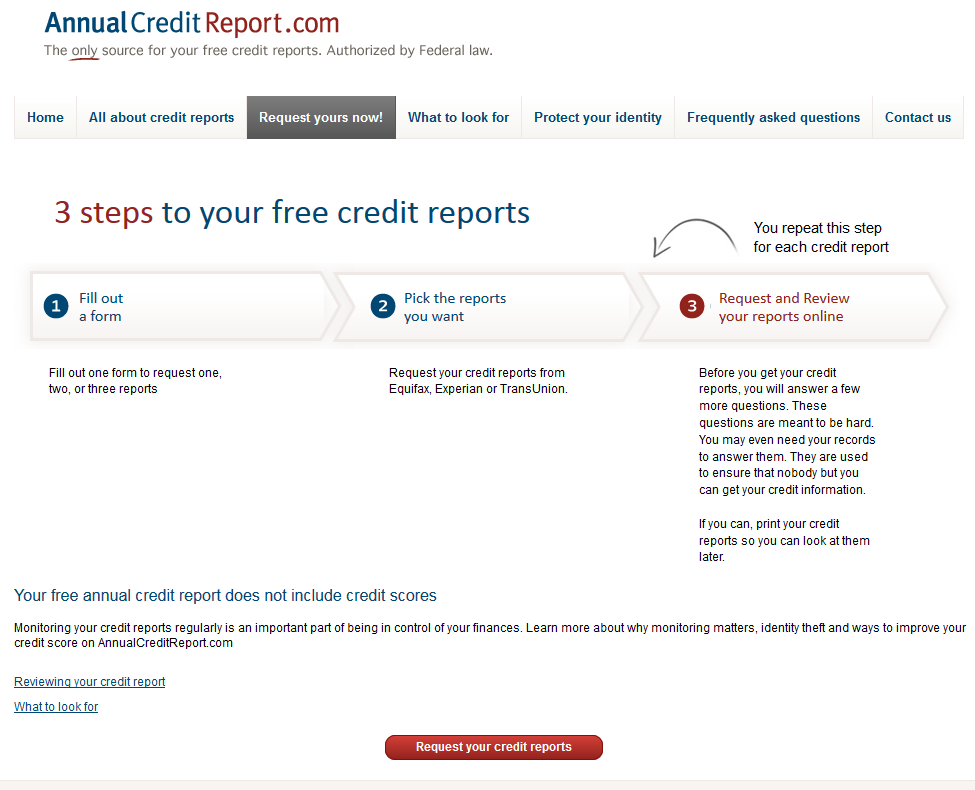 AnnualCreditReport.com
The only source for your free credit reports. Authorized by Federal law.
Home
All about credit reports
Request yours now!
What to look for
Protect your identity
Frequently asked questions
Contact us
3 steps to your free credit reports
You repeat this step
for each credit report
1
Fill out
a form
2
Pick the reports
you want
3
Request and Review
your reports online
Fill out one form to request one,
two, or three reports
Request your credit reports from
Equifax, Experian or TransUnion.
Before you get your credit
reports, you will answer a few
more questions. These
questions are meant to be hard.
You may even need your records
to answer them. They are used
to ensure that nobody but you
can get your credit information.
If you can, print your credit
reports so you can look at them
later.
Your free annual credit report does not include credit scores
Monitoring your credit reports regularly is an important part of being in control of your finances. Learn more about why monitoring matters, identity theft and ways to improve your
credit score on AnnualCreditReport.com
Reviewing your credit report
What to look for
Request your credit reports